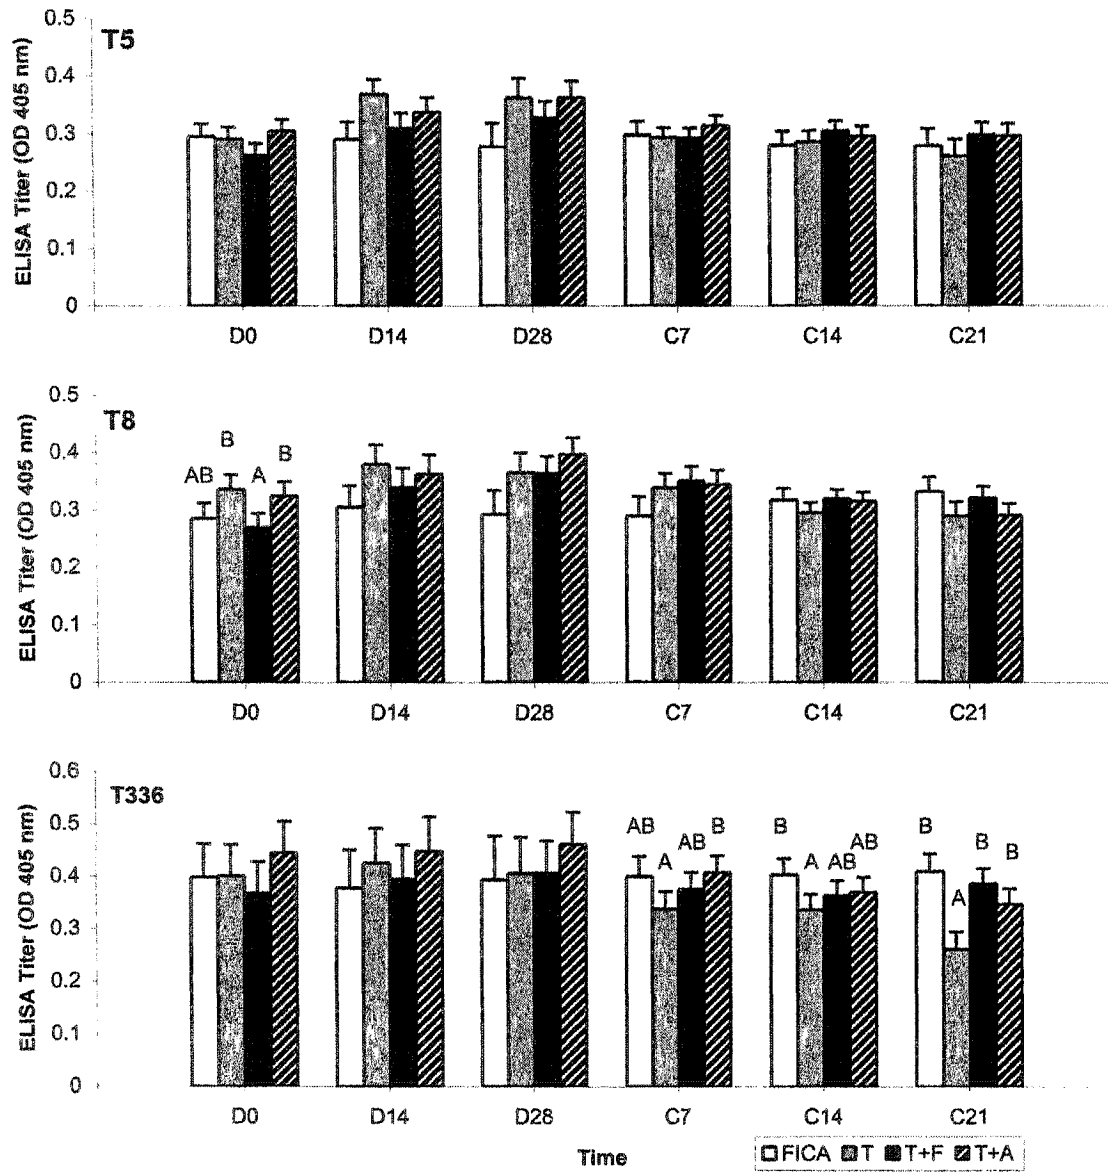 0.5
T5
0.4
0.3
0.2
0.1
0
ELISA Titer (OD 405 nm)
D0 D14 D28 C7 C14 C21
0.5
T8
0.4
0.3
0.2
0.1
0
ELISA Titer (OD 405 nm)
AB B A B
D0 D14 D28 C7 C14 C21
0.6
T336
0.5
0.4
0.3
0.2
0.1
0
ELISA Titer (OD 405 nm)
AB A AB B B A AB AB B A B B
D0 D14 D28 C7 C14 C21
Time
FICA T T+F T+A